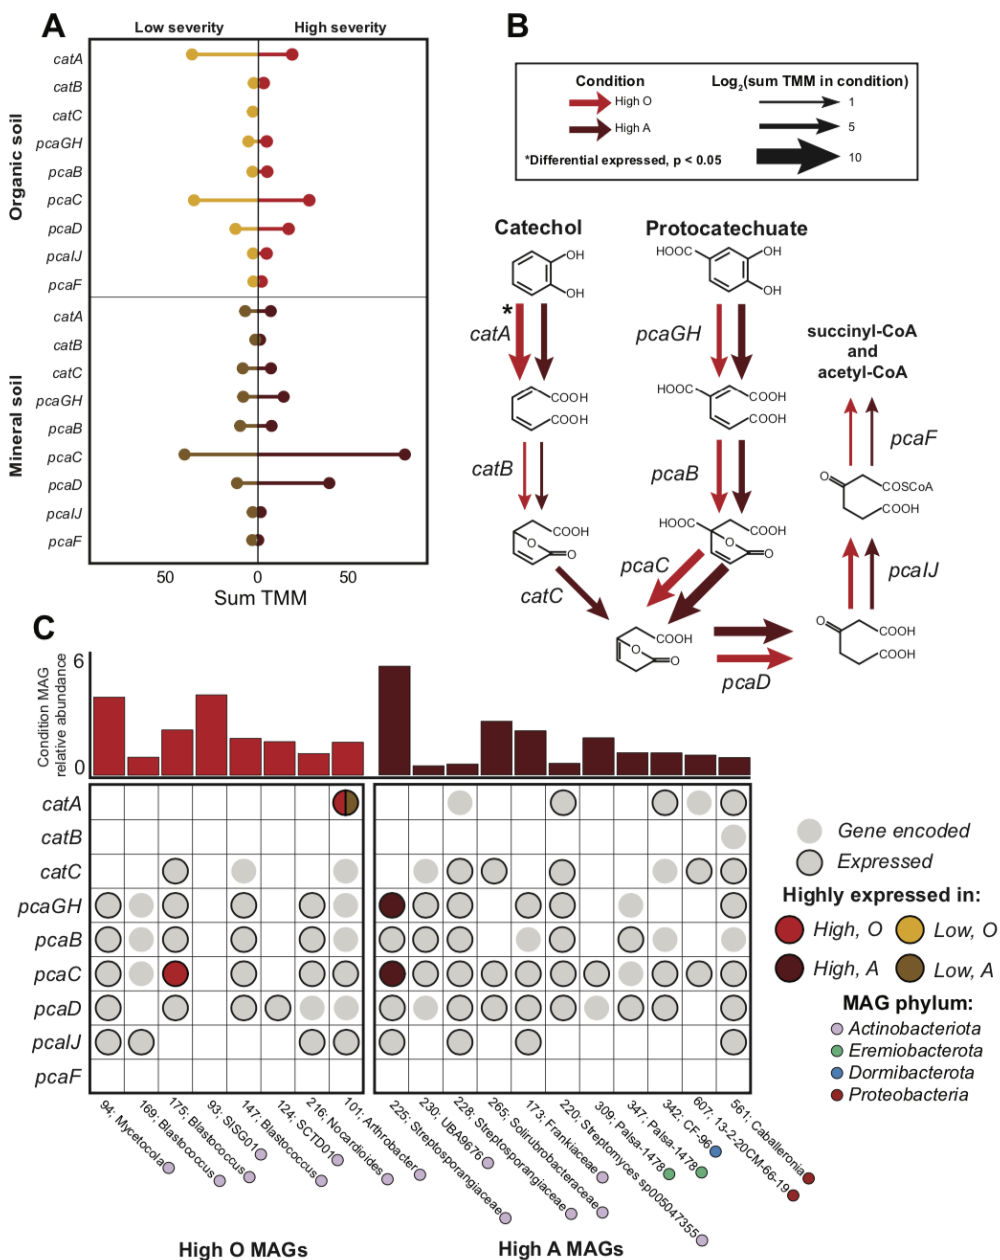 A
Low severity
High severity
Organic soil
catA
catB
catC
pcaGH
pcaB
pcaC
pcaD
pcaIJ
pcaF
Mineral soil
catA
catB
catC
pcaGH
pcaB
pcaC
pcaD
pcaIJ
pcaF
50 0 50
Sum TMM
B
Condition
High O
High A
*Differential expressed, p < 0.05
Log2(sum TMM in condition)
1
5
10
Catechol
OH
OH
*
catA
COOH
COOH
catB
COOH
O
O
catC
Protocatechuate
HOOC
OH
OH
pcaGH
HOOC
COOH
COOH
pcaB
HOOC
COOH
O
O
pcaC
COOH
O
O
pcaD
O
COOH
COOH
pcaIJ
O
COSCoA
COOH
pcaF
succinyl-CoA
and
acetyl-CoA
C
Condition MAG
relative abundance
6
0
catA
catB
catC
pcaGH
pcaB
pcaC
pcaD
pcaIJ
pcaF
94; Mycetocola
169; Blastococcus
175; Blastococcus
93; SISG01
147; Blastococcus
124; SCTD01
216; Nocardioides
101; Arthrobacter
225; Streptosporangiaceae
230; UBA9676
228; Streptosporangiaceae
265; Solirubrobacteraceae
173; Frankiaceae
220; Streptomyces sp005047355
309; Palsa-1478
347; Palsa-1478
342; CF-96
607; 13-2-20CM-66-19
561; Caballeronia
High O MAGs
High A MAGs
Gene encoded
Expressed
Highly expressed in:
High, O
Low, O
High, A
Low, A
MAG phylum:
Actinobacteriota
Eremiobacterota
Dormibacterota
Proteobacteria